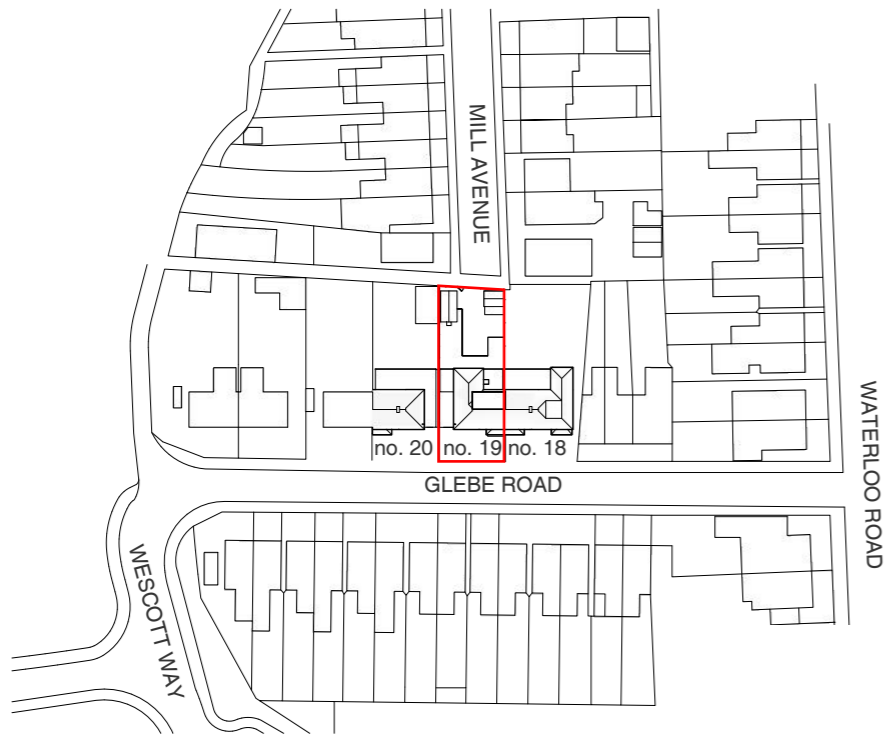 MILL AVENUE
no. 20 no. 19 no. 18
GLEBE ROAD
WATERLOO ROAD
WESCOTT WAY